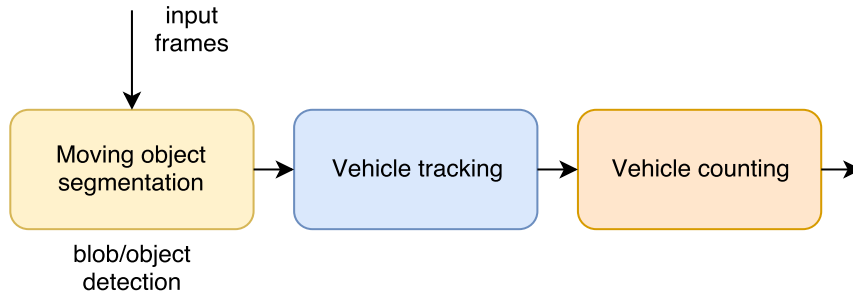 input
frames
Moving object
segmentation
Vehicle tracking
Vehicle counting
blob/object
detection